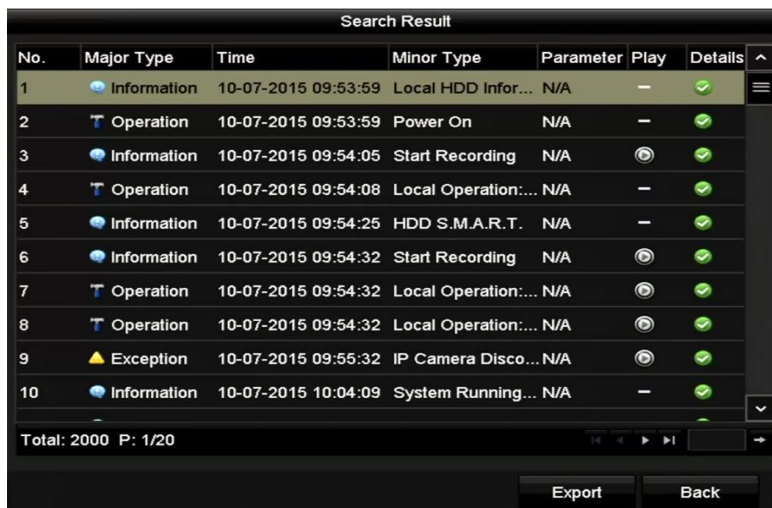 Search Result
No. Major Type Time Minor Type Parameter Play Details
1 Information 10-07-2015 09:53:59 Local HDD Infor... N/A –
2 Operation 10-07-2015 09:53:59 Power On N/A –
3 Information 10-07-2015 09:54:05 Start Recording N/A
4 Operation 10-07-2015 09:54:08 Local Operation:... N/A –
5 Information 10-07-2015 09:54:25 HDD S.M.A.R.T. N/A –
6 Information 10-07-2015 09:54:32 Start Recording N/A
7 Operation 10-07-2015 09:54:32 Local Operation:... N/A
8 Operation 10-07-2015 09:54:32 Local Operation:... N/A
9 Exception 10-07-2015 09:55:32 IP Camera Disco... N/A
10 Information 10-07-2015 10:04:09 System Running... N/A –
Total: 2000 P: 1/20
Export Back